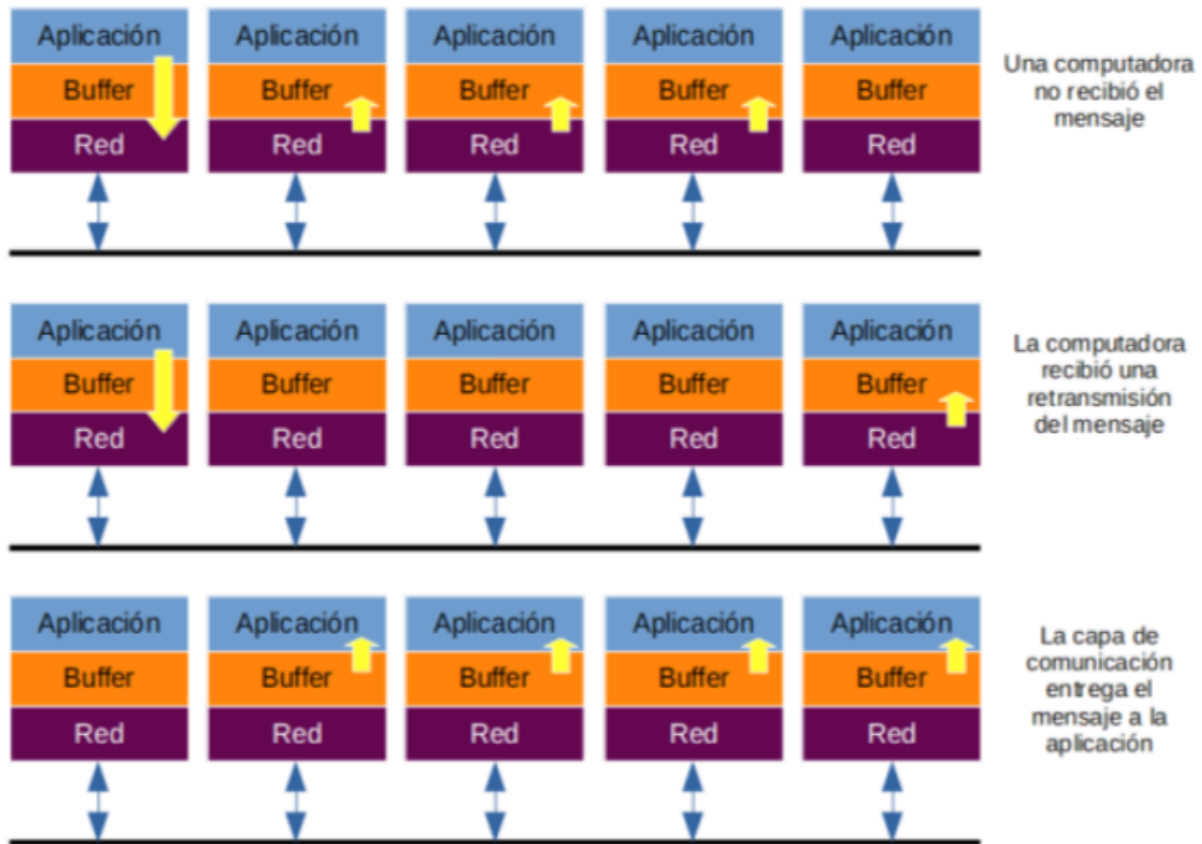 Aplicación Aplicación Aplicación Aplicación Aplicación
Buffer Buffer Buffer Buffer Buffer
Red Red Red Red Red
Una computadora
no recibió el
mensaje
Aplicación Aplicación Aplicación Aplicación Aplicación
Buffer Buffer Buffer Buffer Buffer
Red Red Red Red Red
La computadora
recibió una
retransmisión
del mensaje
Aplicación Aplicación Aplicación Aplicación Aplicación
Buffer Buffer Buffer Buffer Buffer
Red Red Red Red Red
La capa de
comunicación
entrega el
mensaje a la
aplicación